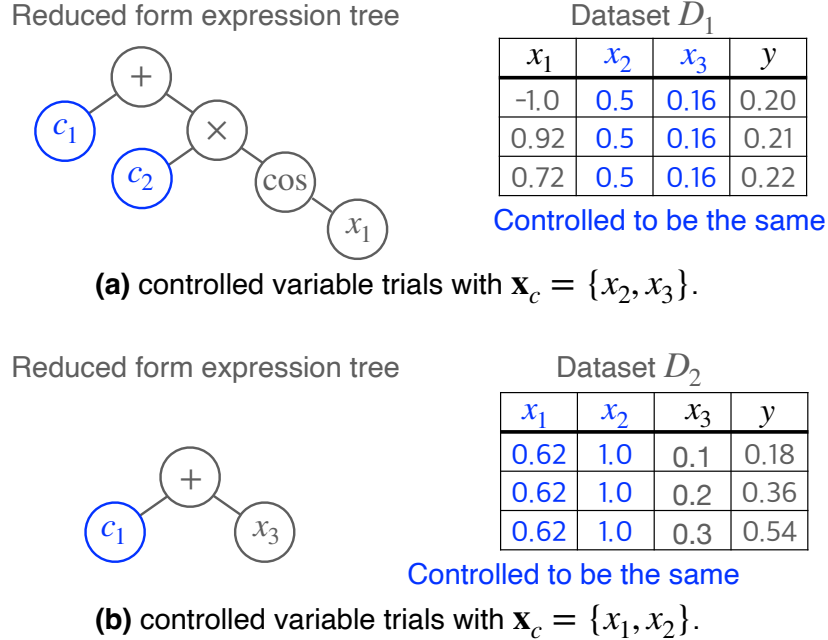 Reduced form expression tree
+
c₁
×
c₂
cos
x₁
Dataset D₁
x₁ x₂ x₃ y
-1.0 0.5 0.16 0.20
0.92 0.5 0.16 0.21
0.72 0.5 0.16 0.22
Controlled to be the same
(a) controlled variable trials with 𝐱c = {x₂, x₃}.
Reduced form expression tree
+
c₁ x₃
Dataset D₂
x₁ x₂ x₃ y
0.62 1.0 0.1 0.18
0.62 1.0 0.2 0.36
0.62 1.0 0.3 0.54
Controlled to be the same
(b) controlled variable trials with 𝐱c = {x₁, x₂}.